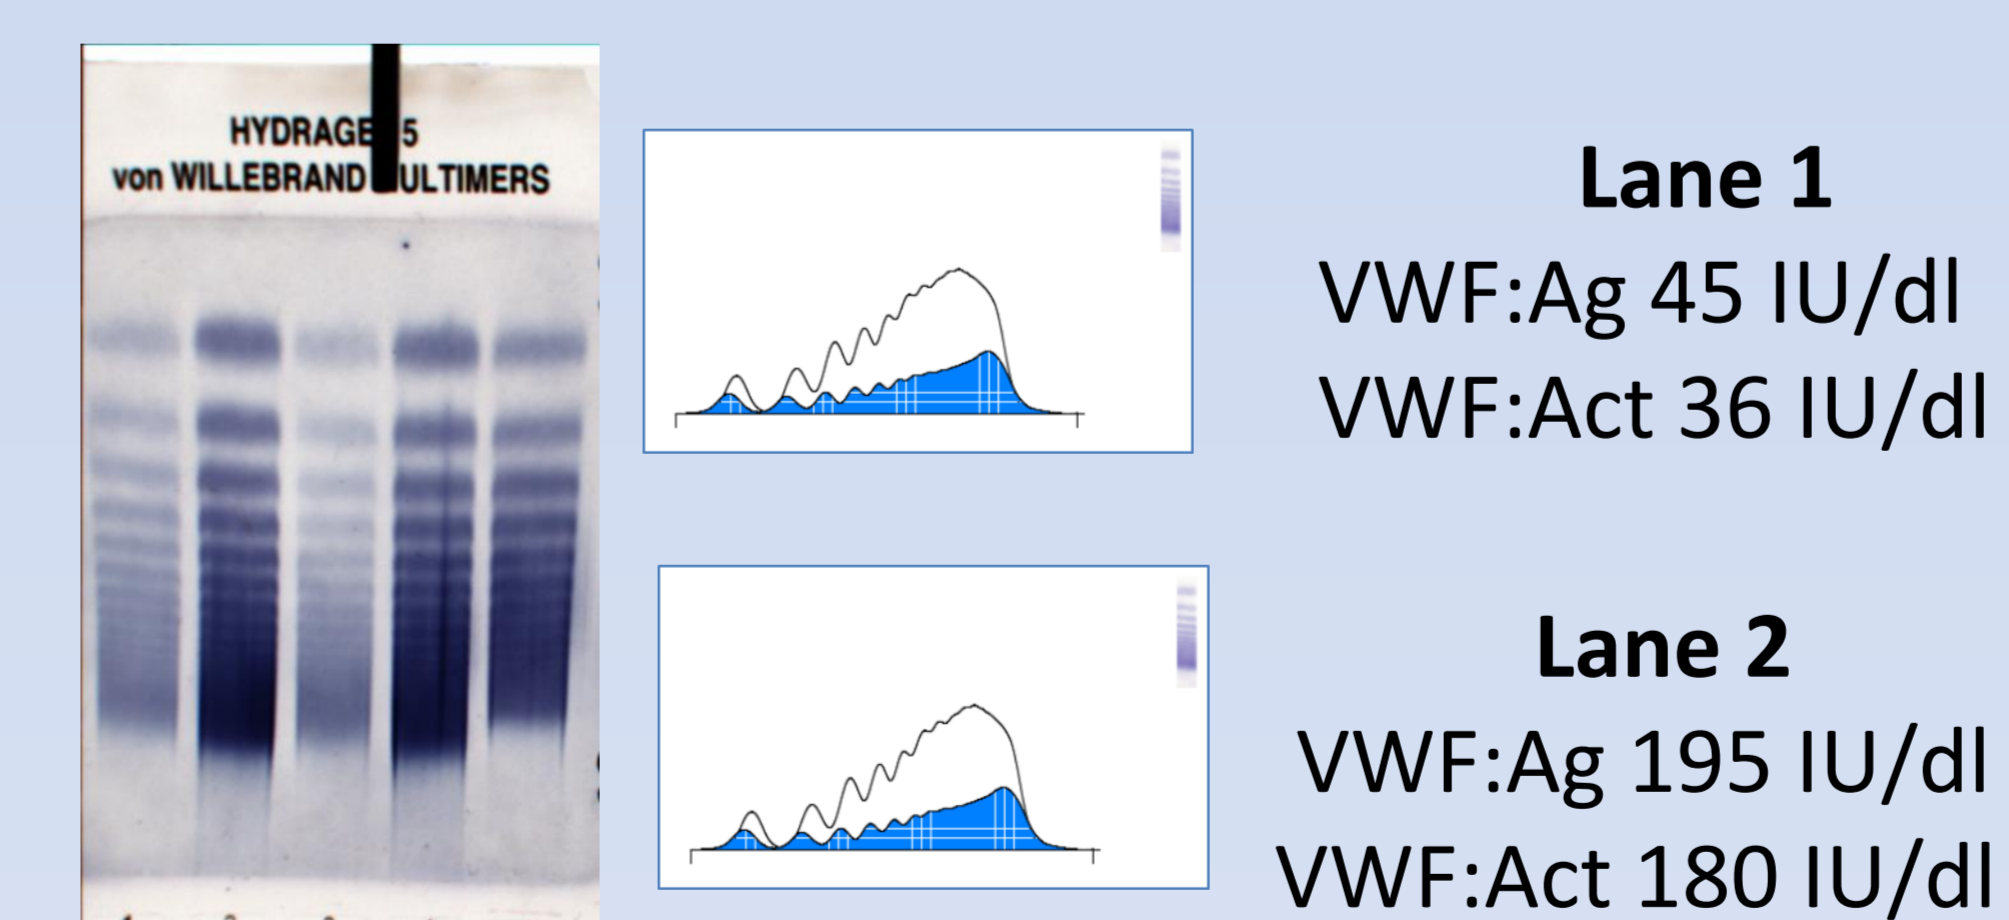 HYDRAGE 5
von WILLEBRAND ULTIMERS
Lane 1
VWF:Ag 45 IU/dl
VWF:Act 36 IU/dl
Lane 2
VWF:Ag 195 IU/dl
VWF:Act 180 IU/dl